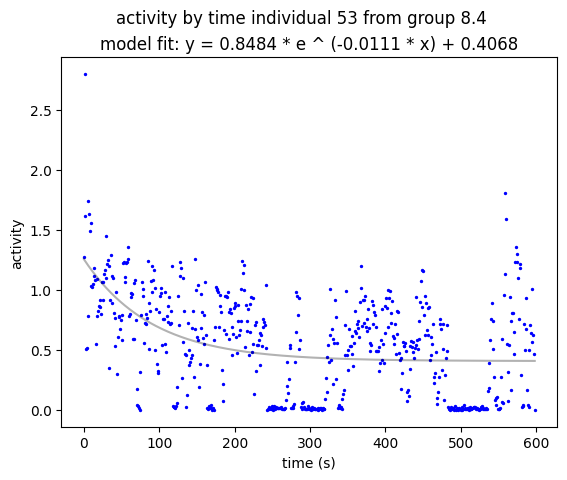 activity by time individual 53 from group 8.4
model fit: y = 0.8484 * e ^ (-0.0111 * x) + 0.4068
2.5
2.0
1.5
1.0
0.5
0.0
activity
0 100 200 300 400 500 600
time (s)